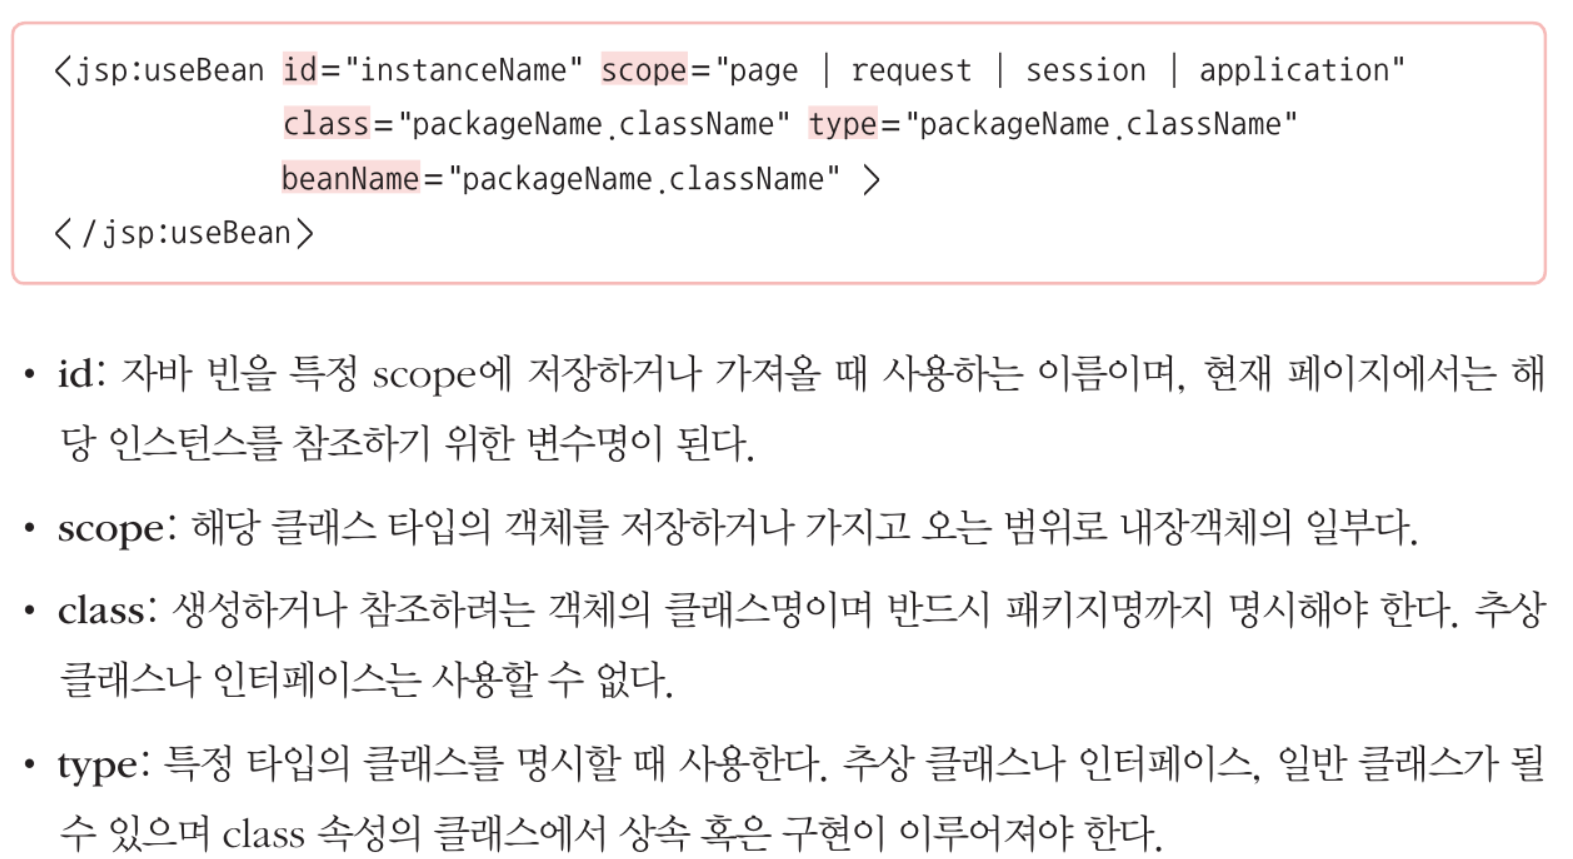 <jsp:useBean id="instanceName" scope="page | request | session | application"
class="packageName.className" type="packageName.className"
beanName="packageName.className" >
</jsp:useBean>
• id: 자바 빈을 특정 scope에 저장하거나 가져올 때 사용하는 이름이며, 현재 페이지에서는 해
당 인스턴스를 참조하기 위한 변수명이 된다.
• scope: 해당 클래스 타입의 객체를 저장하거나 가지고 오는 범위로 내장객체의 일부다.
• class: 생성하거나 참조하려는 객체의 클래스명이며 반드시 패키지명까지 명시해야 한다. 추상
클래스나 인터페이스는 사용할 수 없다.
• type: 특정 타입의 클래스를 명시할 때 사용한다. 추상 클래스나 인터페이스, 일반 클래스가 될
수 있으며 class 속성의 클래스에서 상속 혹은 구현이 이루어져야 한다.